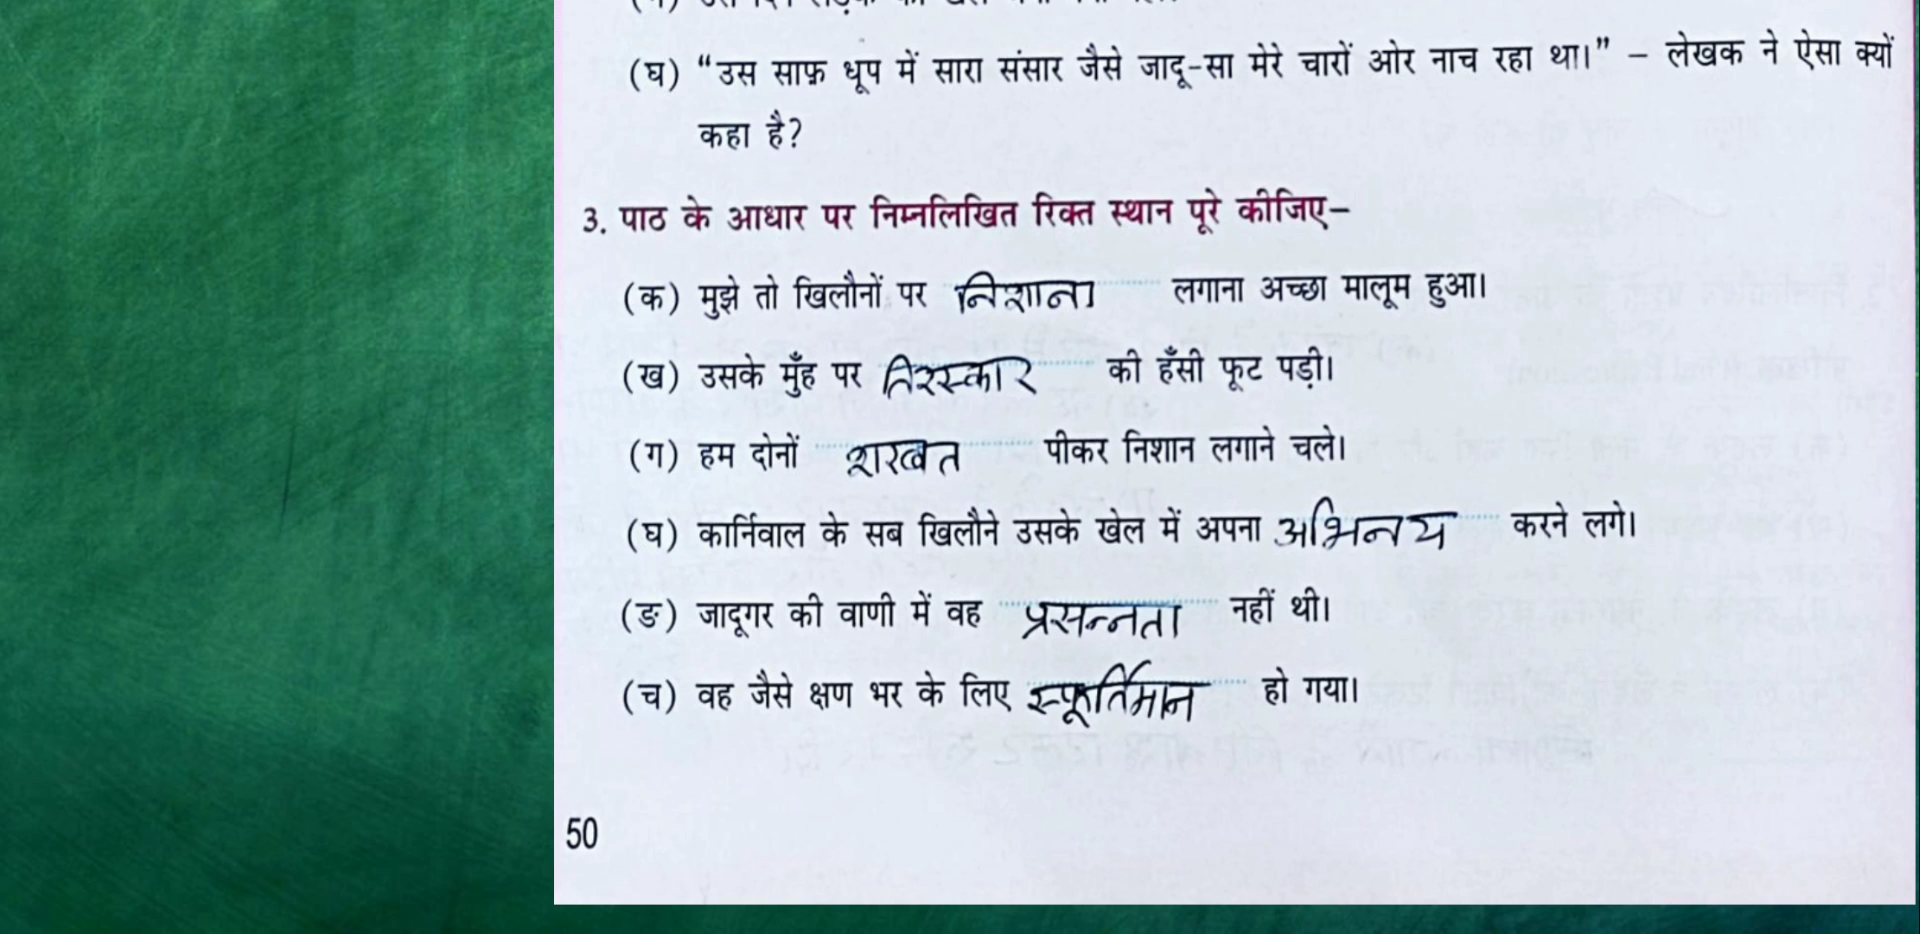 (घ) “उस साफ़ धूप में सारा संसार जैसे जादू-सा मेरे चारों ओर नाच रहा था।” – लेखक ने ऐसा क्यों
कहा है?
3. पाठ के आधार पर निम्नलिखित रिक्त स्थान पूरे कीजिए–
(क) मुझे तो खिलौनों पर निशाना लगाना अच्छा मालूम हुआ।
(ख) उसके मुँह पर तिरस्कार की हँसी फूट पड़ी।
(ग) हम दोनों शरबत पीकर निशान लगाने चले।
(घ) कार्निवाल के सब खिलौने उसके खेल में अपना अभिनय करने लगे।
(ङ) जादूगर की वाणी में वह प्रसन्नता नहीं थी।
(च) वह जैसे क्षण भर के लिए स्फूर्तिमान हो गया।
50